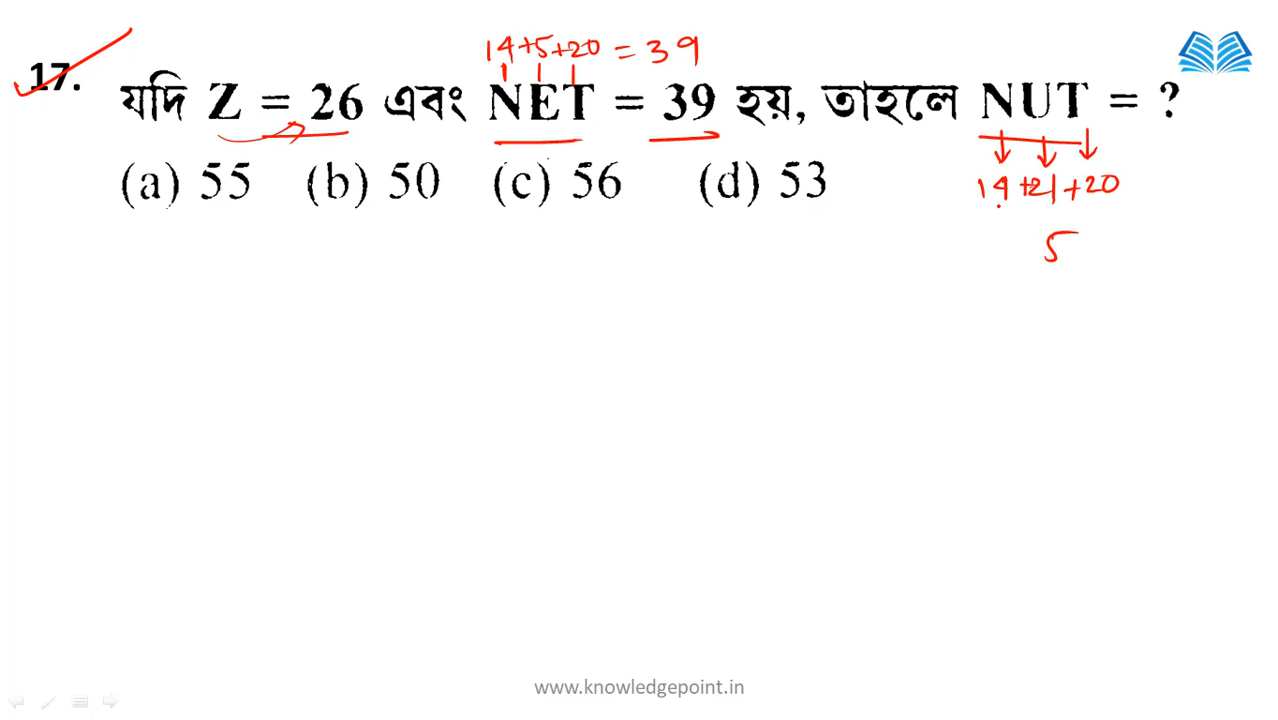 14+5+20 = 39
17. যদি Z = 26 এবং NET = 39 হয়, তাহলে NUT = ?
(a) 55 (b) 50 (c) 56 (d) 53
14+21+20
5
www.knowledgepoint.in